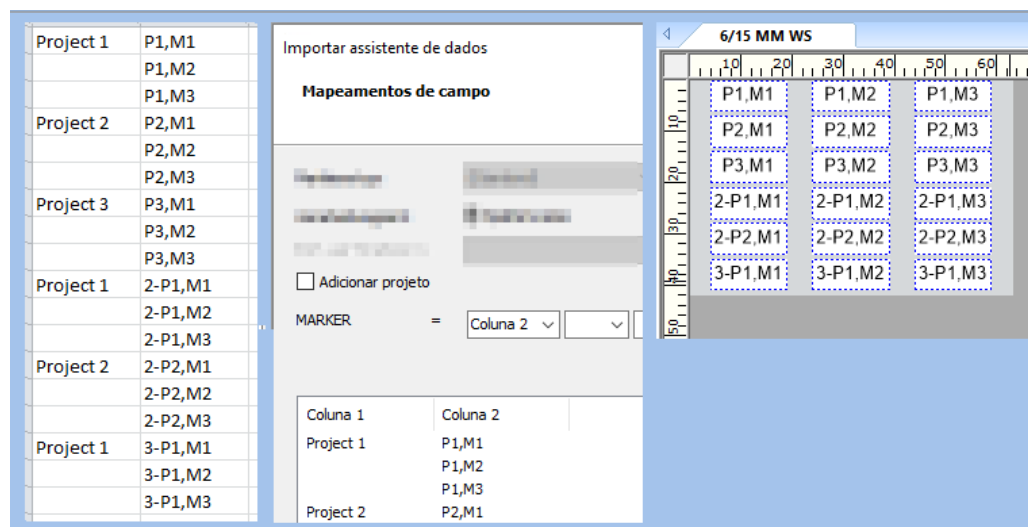 Project 1 P1,M1
P1,M2
P1,M3
Project 2 P2,M1
P2,M2
P2,M3
Project 3 P3,M1
P3,M2
P3,M3
Project 1 2-P1,M1
2-P1,M2
2-P1,M3
Project 2 2-P2,M1
2-P2,M2
2-P2,M3
Project 1 3-P1,M1
3-P1,M2
3-P1,M3
Importar assistente de dados
Mapeamentos de campo
Adicionar projeto
MARKER = Coluna 2
Coluna 1 Coluna 2
Project 1 P1,M1
P1,M2
P1,M3
Project 2 P2,M1
6/15 MM WS
10 20 30 40 50 60
10
20
30
40
50
P1,M1 P1,M2 P1,M3
P2,M1 P2,M2 P2,M3
P3,M1 P3,M2 P3,M3
2-P1,M1 2-P1,M2 2-P1,M3
2-P2,M1 2-P2,M2 2-P2,M3
3-P1,M1 3-P1,M2 3-P1,M3